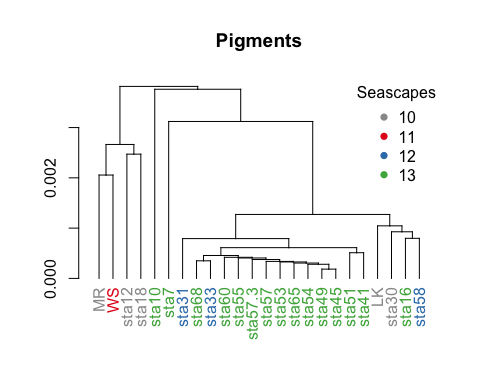 Pigments
Seascapes
10
11
12
13
0.002
0.000
MR
WS
sta12
sta18
sta10
sta7
sta31
sta68
sta33
sta60
sta55
sta57.3
sta57
sta53
sta65
sta54
sta49
sta45
sta51
sta41
LK
sta30
sta16
sta58